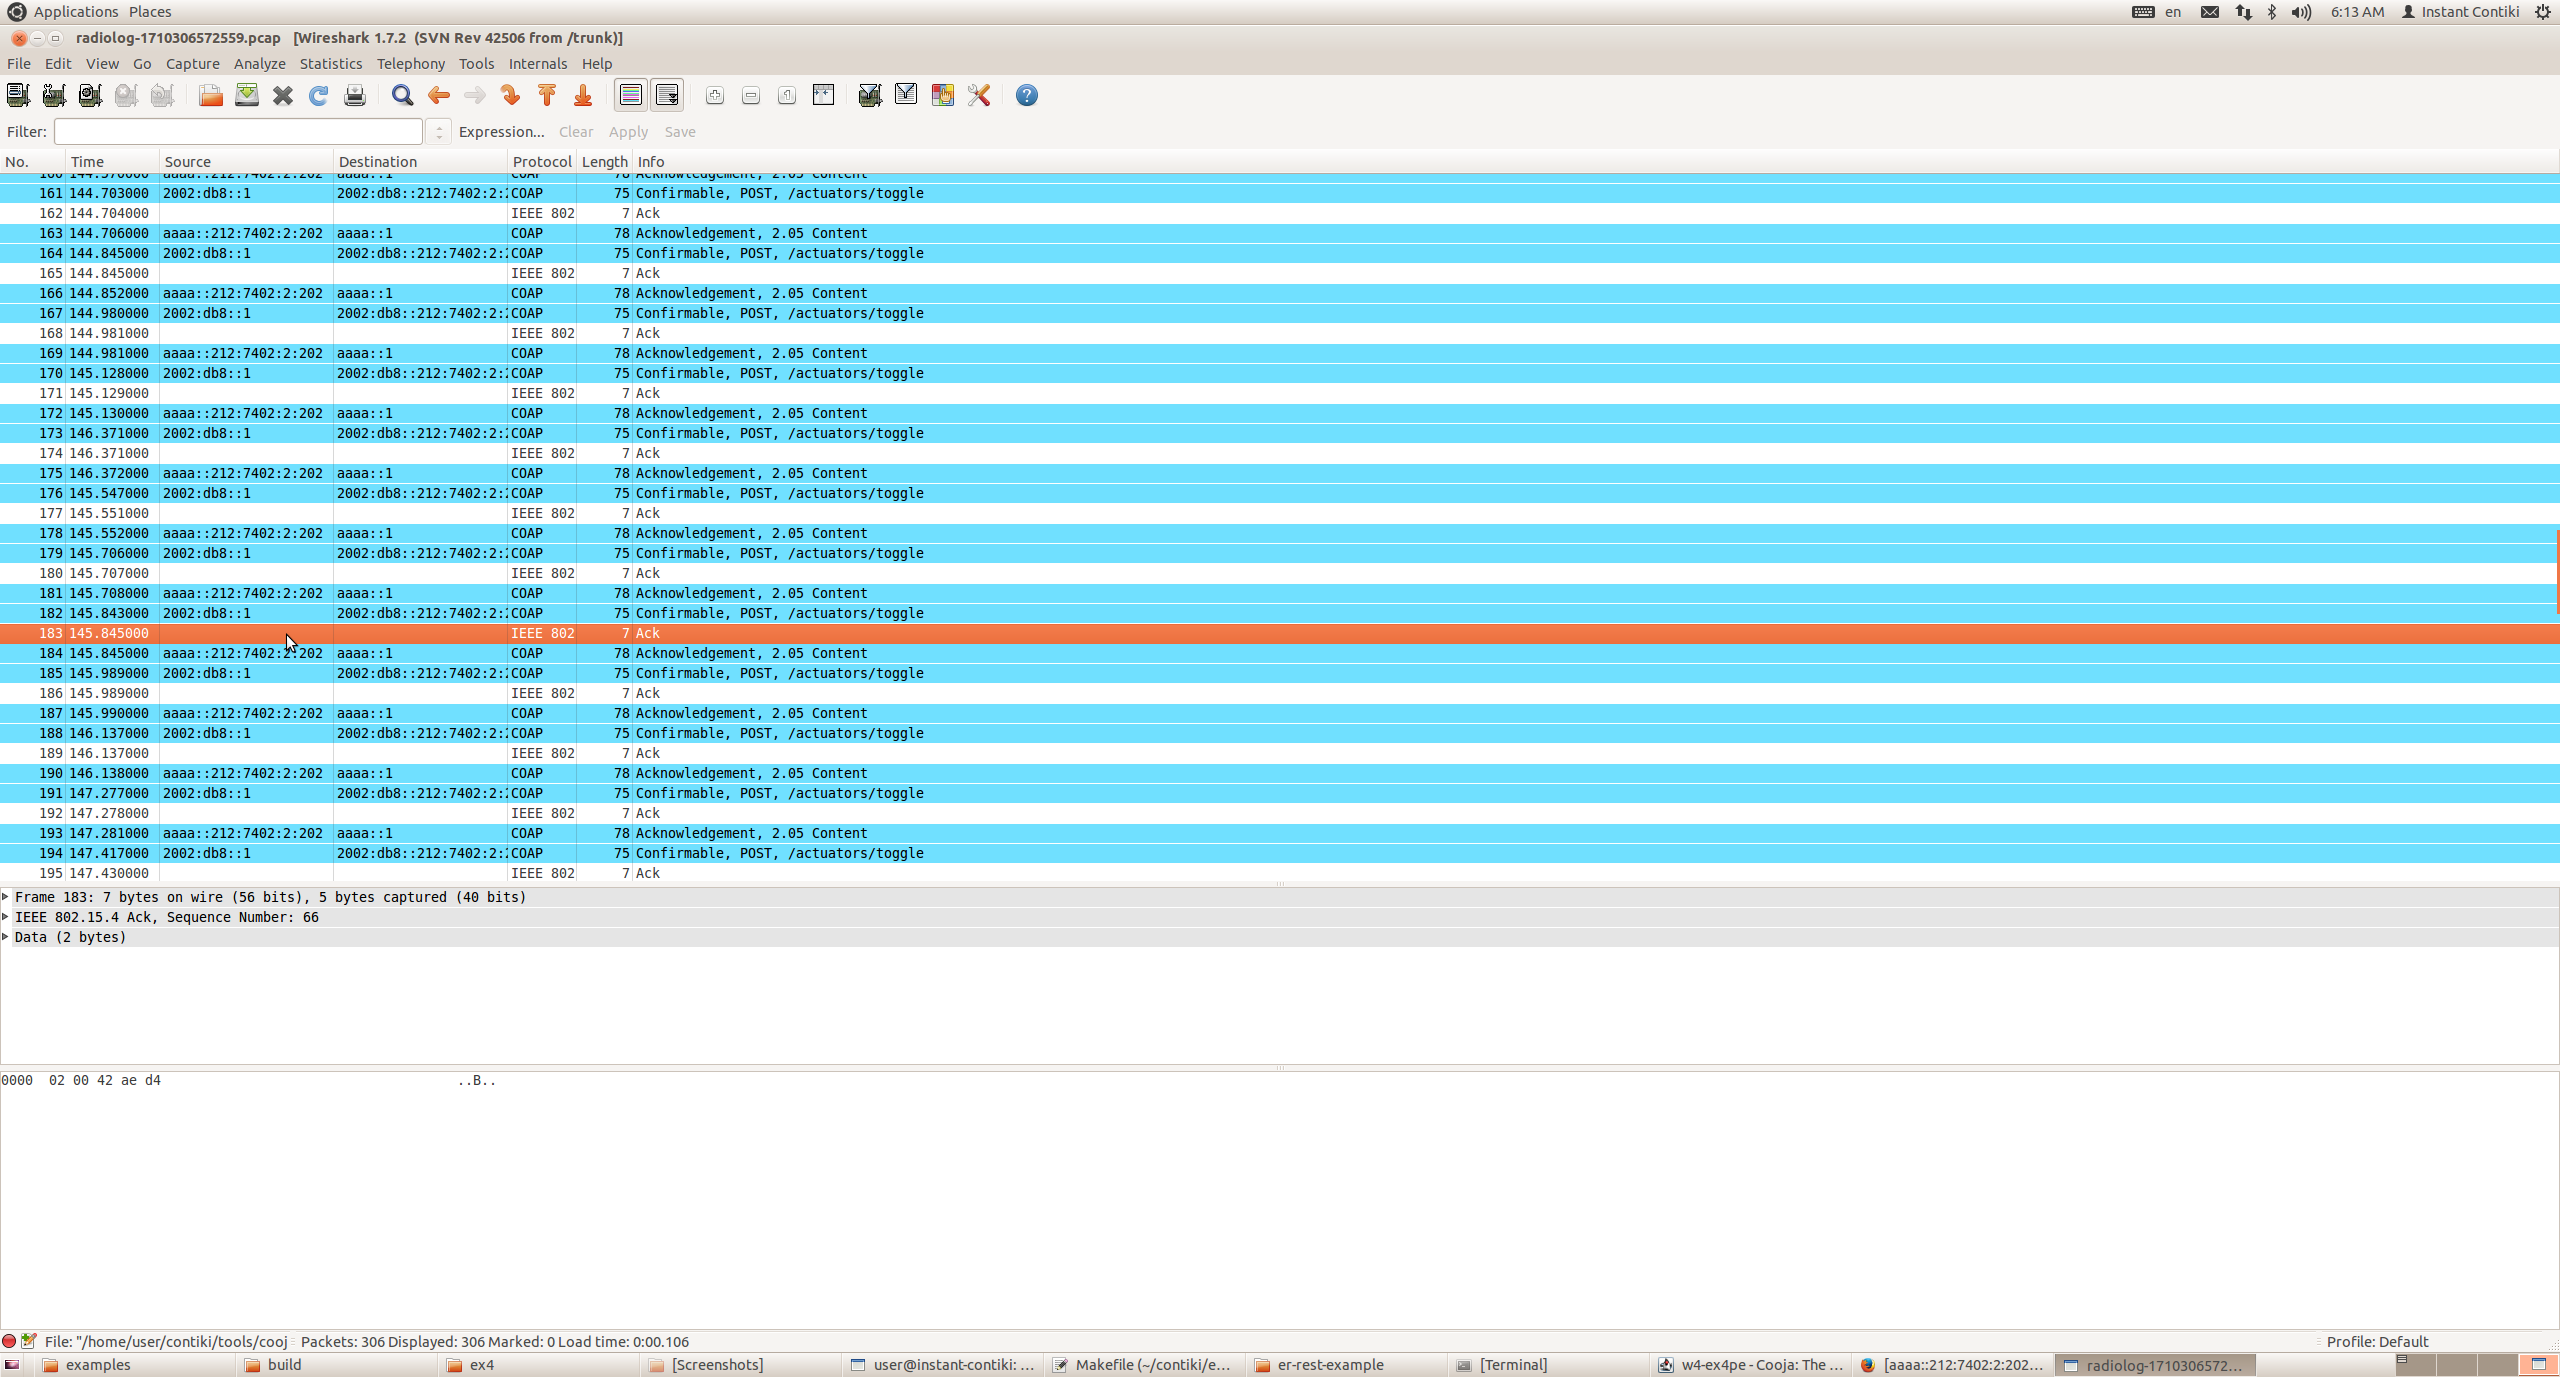 Applications Places en 6:13 AM Instant Contiki
radiolog-1710306572559.pcap [Wireshark 1.7.2 (SVN Rev 42506 from /trunk)]
File Edit View Go Capture Analyze Statistics Telephony Tools Internals Help
Filter: Expression... Clear Apply Save
No. Time Source Destination Protocol Length Info
160 144.570000 aaaa::212:7402:2:202 aaaa::1 COAP 78 Acknowledgement, 2.05 Content
161 144.703000 2002:db8::1 2002:db8::212:7402:2: COAP 75 Confirmable, POST, /actuators/toggle
162 144.704000 IEEE 802 7 Ack
163 144.706000 aaaa::212:7402:2:202 aaaa::1 COAP 78 Acknowledgement, 2.05 Content
164 144.845000 2002:db8::1 2002:db8::212:7402:2: COAP 75 Confirmable, POST, /actuators/toggle
165 144.845000 IEEE 802 7 Ack
166 144.852000 aaaa::212:7402:2:202 aaaa::1 COAP 78 Acknowledgement, 2.05 Content
167 144.980000 2002:db8::1 2002:db8::212:7402:2: COAP 75 Confirmable, POST, /actuators/toggle
168 144.981000 IEEE 802 7 Ack
169 144.981000 aaaa::212:7402:2:202 aaaa::1 COAP 78 Acknowledgement, 2.05 Content
170 145.128000 2002:db8::1 2002:db8::212:7402:2: COAP 75 Confirmable, POST, /actuators/toggle
171 145.129000 IEEE 802 7 Ack
172 145.130000 aaaa::212:7402:2:202 aaaa::1 COAP 78 Acknowledgement, 2.05 Content
173 146.371000 2002:db8::1 2002:db8::212:7402:2: COAP 75 Confirmable, POST, /actuators/toggle
174 146.371000 IEEE 802 7 Ack
175 146.372000 aaaa::212:7402:2:202 aaaa::1 COAP 78 Acknowledgement, 2.05 Content
176 145.547000 2002:db8::1 2002:db8::212:7402:2: COAP 75 Confirmable, POST, /actuators/toggle
177 145.551000 IEEE 802 7 Ack
178 145.552000 aaaa::212:7402:2:202 aaaa::1 COAP 78 Acknowledgement, 2.05 Content
179 145.706000 2002:db8::1 2002:db8::212:7402:2: COAP 75 Confirmable, POST, /actuators/toggle
180 145.707000 IEEE 802 7 Ack
181 145.708000 aaaa::212:7402:2:202 aaaa::1 COAP 78 Acknowledgement, 2.05 Content
182 145.843000 2002:db8::1 2002:db8::212:7402:2: COAP 75 Confirmable, POST, /actuators/toggle
183 145.845000 IEEE 802 7 Ack
184 145.845000 aaaa::212:7402:2:202 aaaa::1 COAP 78 Acknowledgement, 2.05 Content
185 145.989000 2002:db8::1 2002:db8::212:7402:2: COAP 75 Confirmable, POST, /actuators/toggle
186 145.989000 IEEE 802 7 Ack
187 145.990000 aaaa::212:7402:2:202 aaaa::1 COAP 78 Acknowledgement, 2.05 Content
188 146.137000 2002:db8::1 2002:db8::212:7402:2: COAP 75 Confirmable, POST, /actuators/toggle
189 146.137000 IEEE 802 7 Ack
190 146.138000 aaaa::212:7402:2:202 aaaa::1 COAP 78 Acknowledgement, 2.05 Content
191 147.277000 2002:db8::1 2002:db8::212:7402:2: COAP 75 Confirmable, POST, /actuators/toggle
192 147.278000 IEEE 802 7 Ack
193 147.281000 aaaa::212:7402:2:202 aaaa::1 COAP 78 Acknowledgement, 2.05 Content
194 147.417000 2002:db8::1 2002:db8::212:7402:2: COAP 75 Confirmable, POST, /actuators/toggle
195 147.430000 IEEE 802 7 Ack
Frame 183: 7 bytes on wire (56 bits), 5 bytes captured (40 bits)
IEEE 802.15.4 Ack, Sequence Number: 66
Data (2 bytes)
0000 02 00 42 ae d4 ..B..
File: "/home/user/contiki/tools/cooj Packets: 306 Displayed: 306 Marked: 0 Load time: 0:00.106 Profile: Default
examples build ex4 [Screenshots] user@instant-contiki: ... Makefile (~/contiki/e... er-rest-example [Terminal] w4-ex4pe - Cooja: The ... [aaaa::212:7402:2:202... radiolog-1710306572...